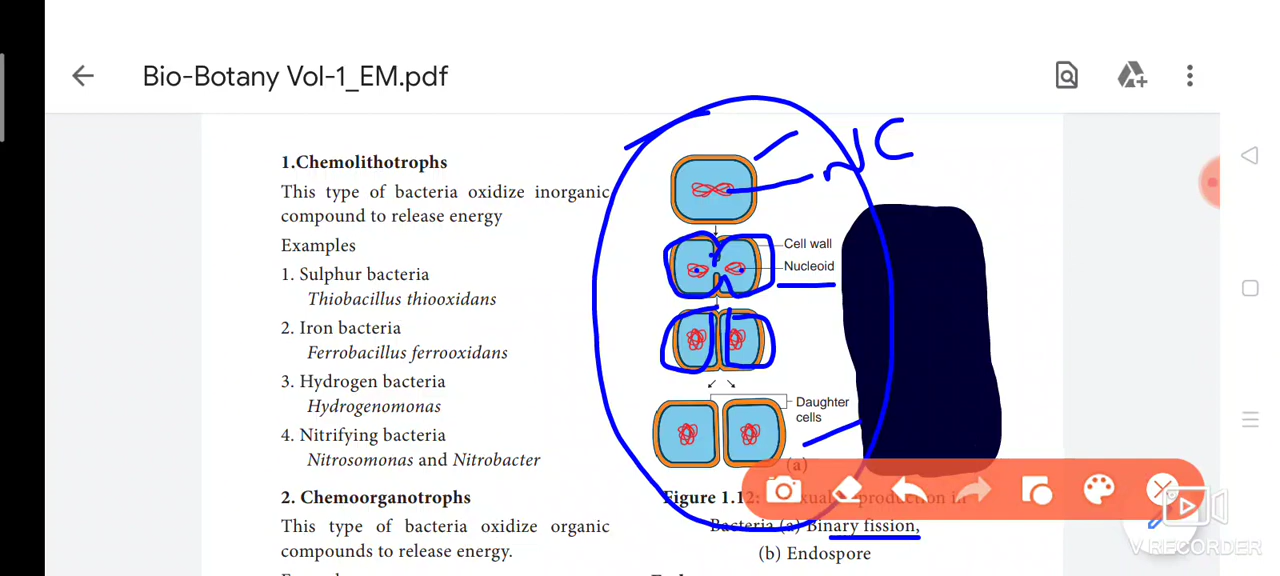 Bio-Botany Vol-1_EM.pdf
1.Chemolithotrophs
This type of bacteria oxidize inorganic
compound to release energy
Examples
1. Sulphur bacteria
Thiobacillus thiooxidans
2. Iron bacteria
Ferrobacillus ferrooxidans
3. Hydrogen bacteria
Hydrogenomonas
4. Nitrifying bacteria
Nitrosomonas and Nitrobacter
2. Chemoorganotrophs
This type of bacteria oxidize organic
compounds to release energy.
Cell wall
Nucleoid
Daughter
cells
(a)
Figure 1.12:
in
Bacteria (a) Binary fission,
(b) Endospore
V RECORDER